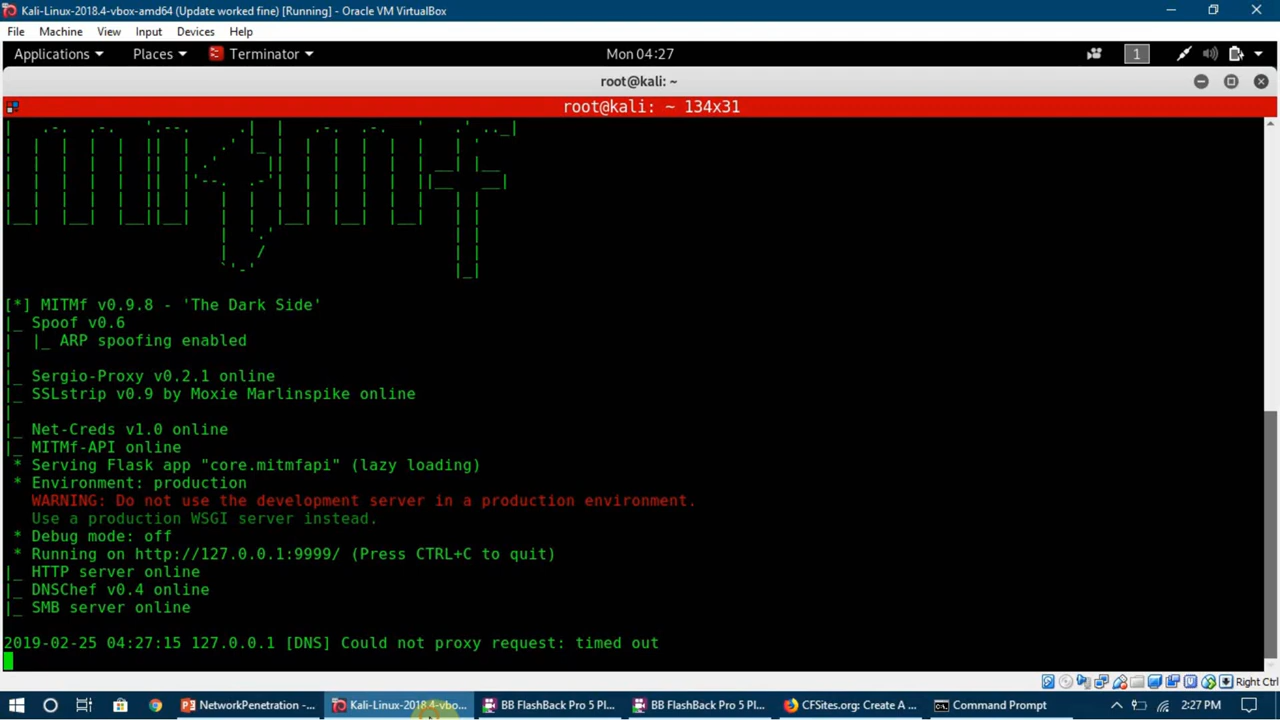 Kali-Linux-2018.4-vbox-amd64 (Update worked fine) [Running] - Oracle VM VirtualBox
File Machine View Input Devices Help
Applications Places Terminator Mon 04:27 1
root@kali: ~
root@kali: ~ 134x31
[*] MITMf v0.9.8 - 'The Dark Side'
|_ Spoof v0.6
|  |_ ARP spoofing enabled
|
|_ Sergio-Proxy v0.2.1 online
|_ SSLstrip v0.9 by Moxie Marlinspike online
|
|_ Net-Creds v1.0 online
|_ MITMf-API online
* Serving Flask app "core.mitmfapi" (lazy loading)
* Environment: production
WARNING: Do not use the development server in a production environment.
Use a production WSGI server instead.
* Debug mode: off
* Running on http://127.0.0.1:9999/ (Press CTRL+C to quit)
|_ HTTP server online
|_ DNSChef v0.4 online
|_ SMB server online
2019-02-25 04:27:15 127.0.0.1 [DNS] Could not proxy request: timed out
Right Ctrl
NetworkPenetration -... Kali-Linux-2018.4-vbo... BB FlashBack Pro 5 Pl... BB FlashBack Pro 5 Pl... CFSites.org: Create A ... Command Prompt 2:27 PM